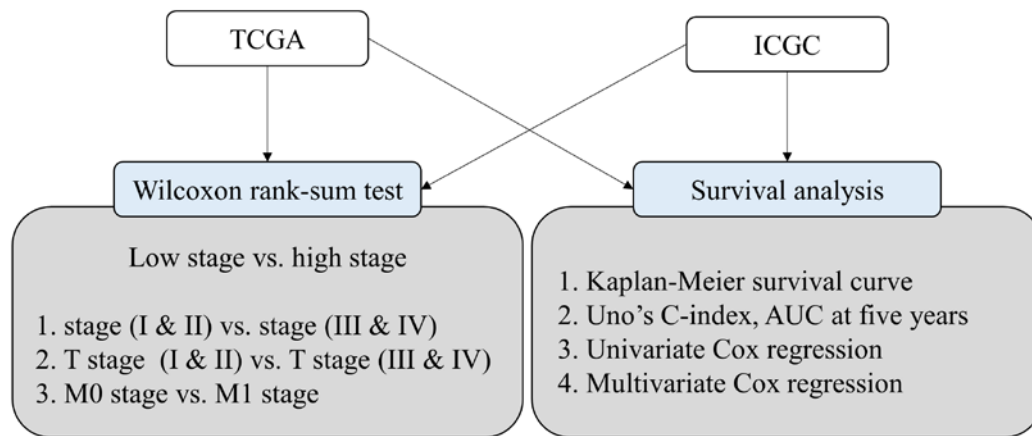 TCGA
ICGC
Wilcoxon rank-sum test
Low stage vs. high stage
1. stage (I & II) vs. stage (III & IV)
2. T stage (I & II) vs. T stage (III & IV)
3. M0 stage vs. M1 stage
Survival analysis
1. Kaplan-Meier survival curve
2. Uno's C-index, AUC at five years
3. Univariate Cox regression
4. Multivariate Cox regression